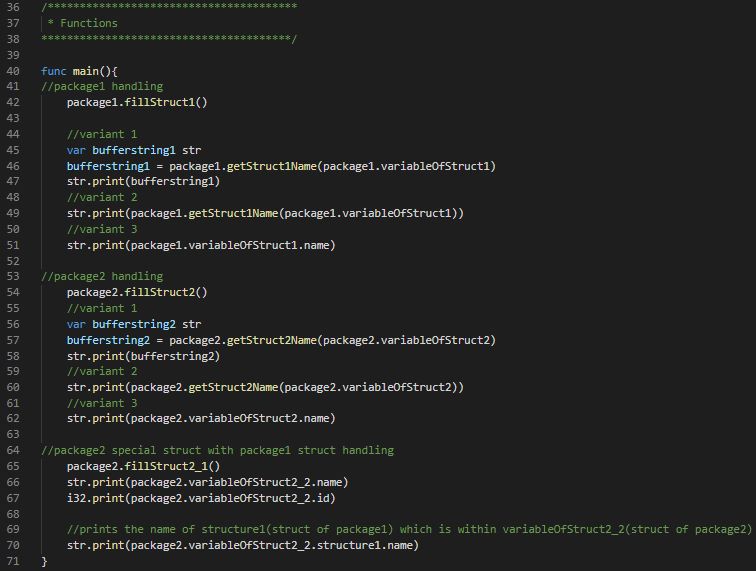 36 /***************************************
37  * Functions
38 ***************************************/
39
40 func main(){
41 //package1 handling
42     package1.fillStruct1()
43
44     //variant 1
45     var bufferstring1 str
46     bufferstring1 = package1.getStruct1Name(package1.variableOfStruct1)
47     str.print(bufferstring1)
48     //variant 2
49     str.print(package1.getStruct1Name(package1.variableOfStruct1))
50     //variant 3
51     str.print(package1.variableOfStruct1.name)
52
53 //package2 handling
54     package2.fillStruct2()
55     //variant 1
56     var bufferstring2 str
57     bufferstring2 = package2.getStruct2Name(package2.variableOfStruct2)
58     str.print(bufferstring2)
59     //variant 2
60     str.print(package2.getStruct2Name(package2.variableOfStruct2))
61     //variant 3
62     str.print(package2.variableOfStruct2.name)
63
64 //package2 special struct with package1 struct handling
65     package2.fillStruct2_1()
66     str.print(package2.variableOfStruct2_2.name)
67     i32.print(package2.variableOfStruct2_2.id)
68
69     //prints the name of structure1(struct of package1) which is within variableOfStruct2_2(struct of package2)
70     str.print(package2.variableOfStruct2_2.structure1.name)
71 }